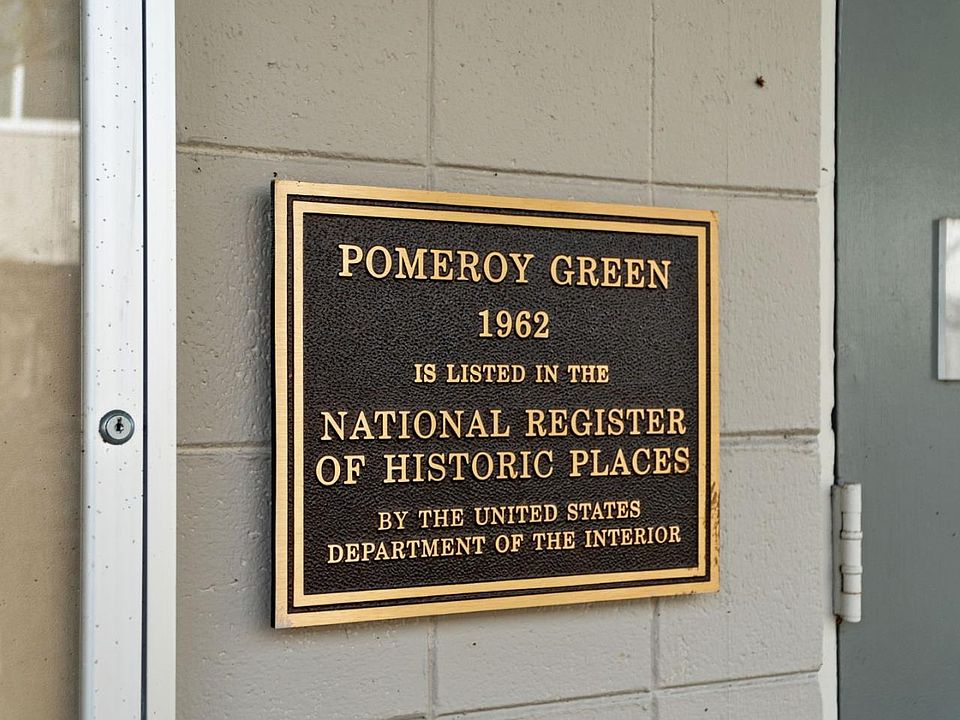 POMEROY GREEN
1962
IS LISTED IN THE
NATIONAL REGISTER
OF HISTORIC PLACES
BY THE UNITED STATES
DEPARTMENT OF THE INTERIOR